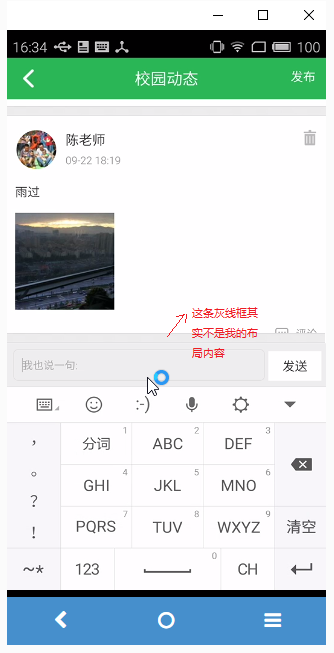 16:34 100
校园动态 发布
陈老师
09-22 18:19
雨过
这条灰线框其
实不是我的布
局内容
评论
我也说一句: 发送
:-)
， 分词 1 ABC 2 DEF 3
。 GHI 4 JKL 5 MNO 6
？ PQRS 7 TUV 8 WXYZ 9 清空
！
~* 123 0 CH